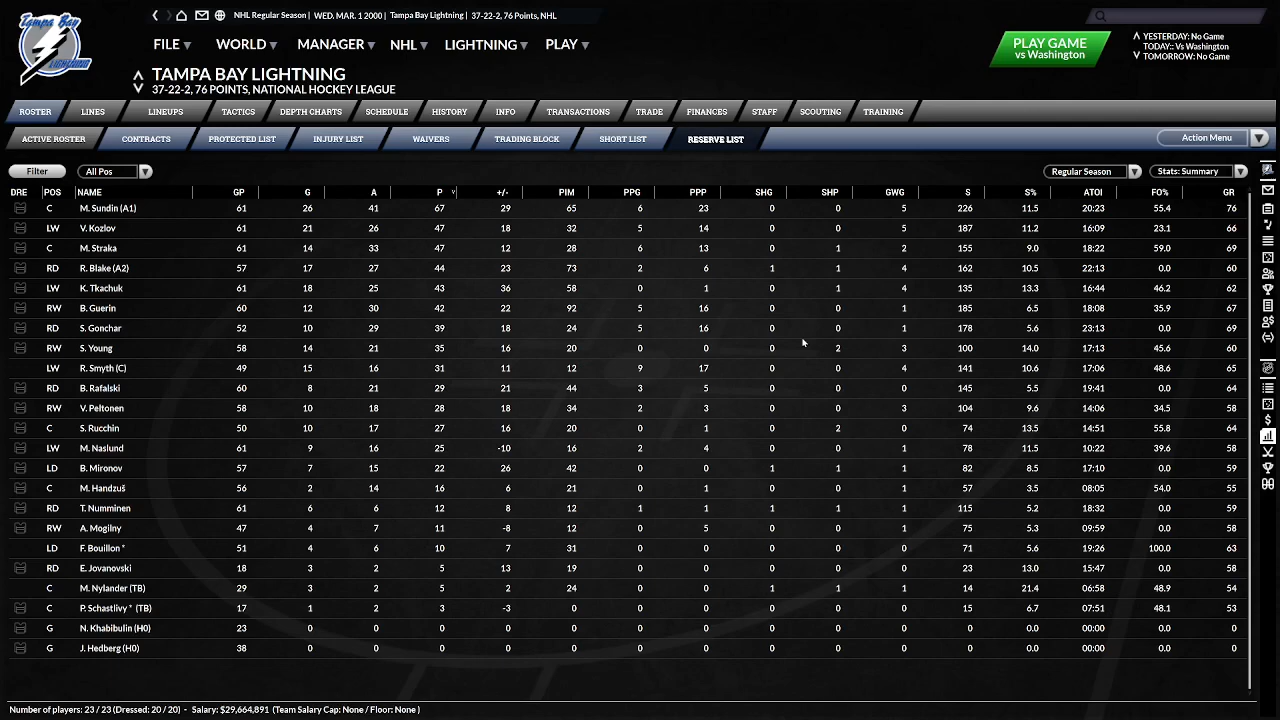 NHL Regular Season | WED. MAR. 1 2000 | Tampa Bay Lightning | 37-22-2, 76 Points, NHL
Tampa Bay
LIGHTNING
FILE WORLD MANAGER NHL LIGHTNING PLAY
PLAY GAME
vs Washington
YESTERDAY: No Game
TODAY:: Vs Washington
TOMORROW: No Game
TAMPA BAY LIGHTNING
37-22-2, 76 POINTS, NATIONAL HOCKEY LEAGUE
ROSTER LINES LINEUPS TACTICS DEPTH CHARTS SCHEDULE HISTORY INFO TRANSACTIONS TRADE FINANCES STAFF SCOUTING TRAINING
ACTIVE ROSTER CONTRACTS PROTECTED LIST INJURY LIST WAIVERS TRADING BLOCK SHORT LIST RESERVE LIST Action Menu
Filter All Pos Regular Season Stats: Summary
DRE POS NAME GP G A P +/- PIM PPG PPP SHG SHP GWG S S% ATOI FO% GR
C M. Sundin (A1) 61 26 41 67 29 65 6 23 0 0 5 226 11.5 20:23 55.4 76
LW V. Kozlov 61 21 26 47 18 32 5 14 0 0 5 187 11.2 16:09 23.1 66
C M. Straka 61 14 33 47 12 28 6 13 0 1 2 155 9.0 18:22 59.0 69
RD R. Blake (A2) 57 17 27 44 23 73 2 6 1 1 4 162 10.5 22:13 0.0 60
LW K. Tkachuk 61 18 25 43 36 58 0 1 0 1 4 135 13.3 16:44 46.2 62
RW B. Guerin 60 12 30 42 22 92 5 16 0 0 1 185 6.5 18:08 35.9 67
RD S. Gonchar 52 10 29 39 18 24 5 16 0 0 1 178 5.6 23:13 0.0 69
RW S. Young 58 14 21 35 16 20 0 0 0 2 3 100 14.0 17:13 45.6 60
LW R. Smyth (C) 49 15 16 31 11 12 9 17 0 0 4 141 10.6 17:06 48.6 65
RD B. Rafalski 60 8 21 29 21 44 3 5 0 0 1 145 5.5 19:41 0.0 64
RW V. Peltonen 58 10 18 28 18 34 2 3 0 0 3 104 9.6 14:06 34.5 58
C S. Rucchin 50 10 17 27 16 20 0 1 0 2 0 74 13.5 14:51 55.8 64
LW M. Naslund 61 9 16 25 -10 16 2 4 0 0 1 78 11.5 10:22 39.6 58
LD B. Mironov 57 7 15 22 26 42 0 0 1 1 1 82 8.5 17:10 0.0 59
C M. Handzuš 56 2 14 16 6 21 0 1 0 0 1 57 3.5 08:05 54.0 55
RD T. Numminen 61 6 6 12 8 12 1 1 1 1 1 115 5.2 18:32 0.0 59
RW A. Mogilny 47 4 7 11 -8 12 0 5 0 0 1 75 5.3 09:59 0.0 58
LD F. Bouillon * 51 4 6 10 7 31 0 0 0 0 0 71 5.6 19:26 100.0 63
RD E. Jovanovski 18 3 2 5 13 19 0 0 0 0 0 23 13.0 15:47 0.0 58
C M. Nylander (TB) 29 3 2 5 2 24 0 0 1 1 1 14 21.4 06:58 48.9 54
C P. Schastlivy * (TB) 17 1 2 3 -3 0 0 0 0 0 0 15 6.7 07:51 48.1 53
G N. Khabibulin (H0) 23 0 0 0 0 0 0 0 0 0 0 0 0.0 00:00 0.0 0
G J. Hedberg (H0) 38 0 0 0 0 0 0 0 0 0 0 0 0.0 00:00 0.0 0
Number of players: 23 / 23 (Dressed: 20 / 20) - Salary: $29,664,891 (Team Salary Cap: None / Floor: None )